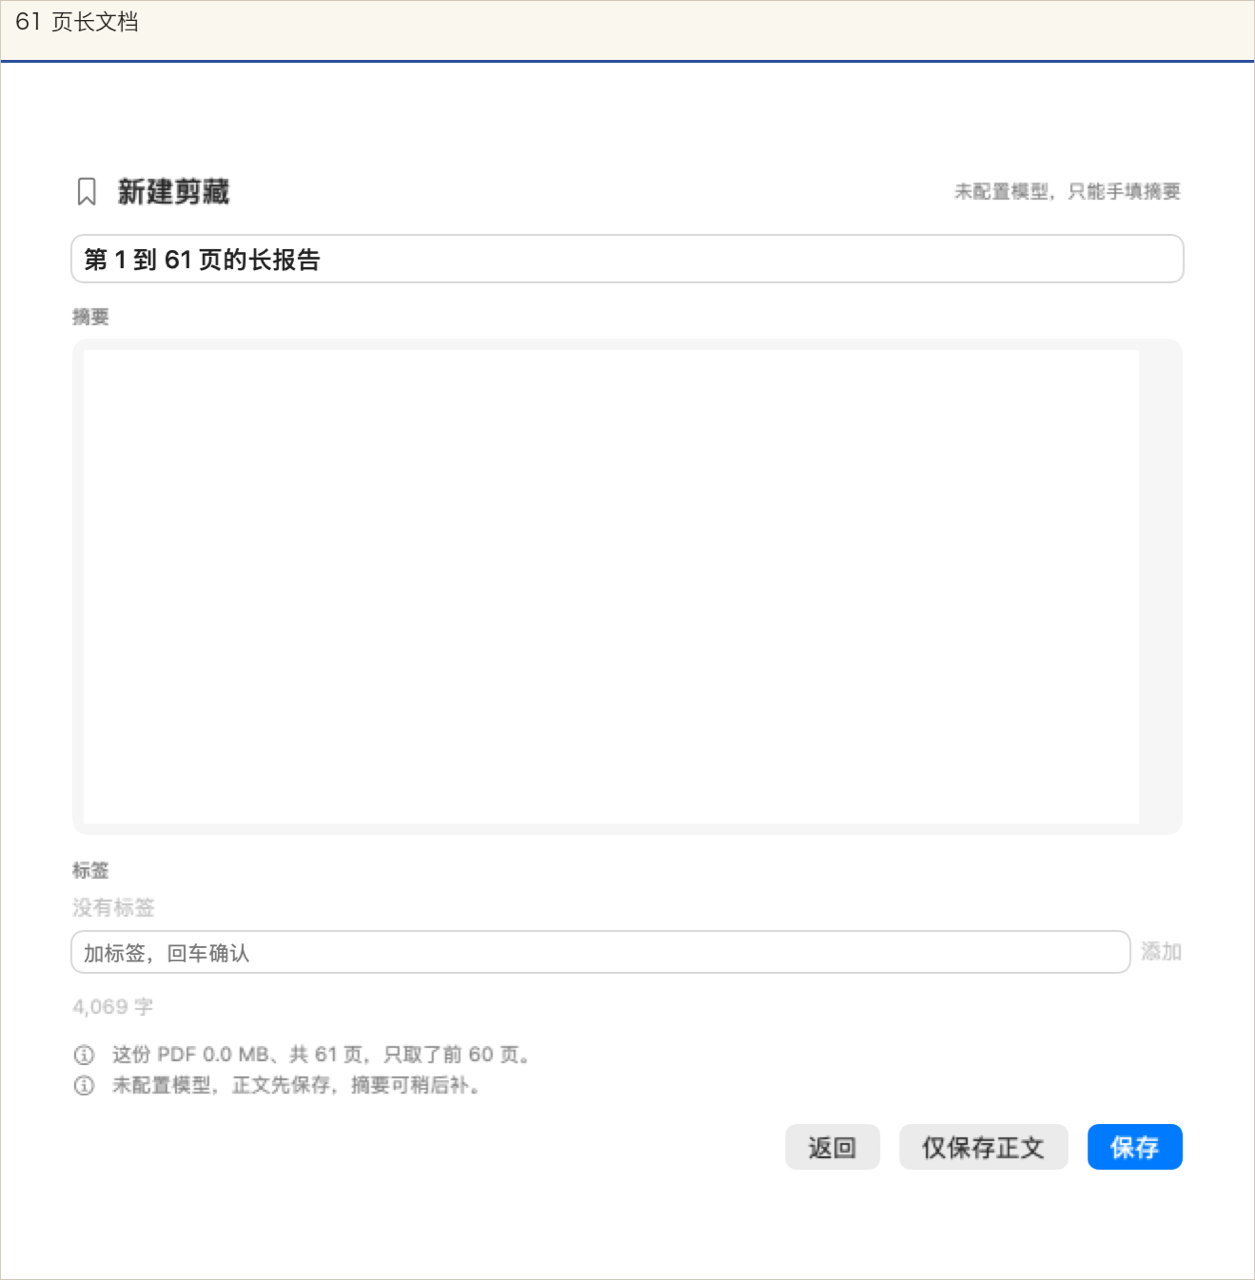 61 页长文档
新建剪藏
未配置模型，只能手填摘要
第 1 到 61 页的长报告
摘要
标签
没有标签
加标签，回车确认
添加
4,069 字
这份 PDF 0.0 MB、共 61 页，只取了前 60 页。
未配置模型，正文先保存，摘要可稍后补。
返回
仅保存正文
保存